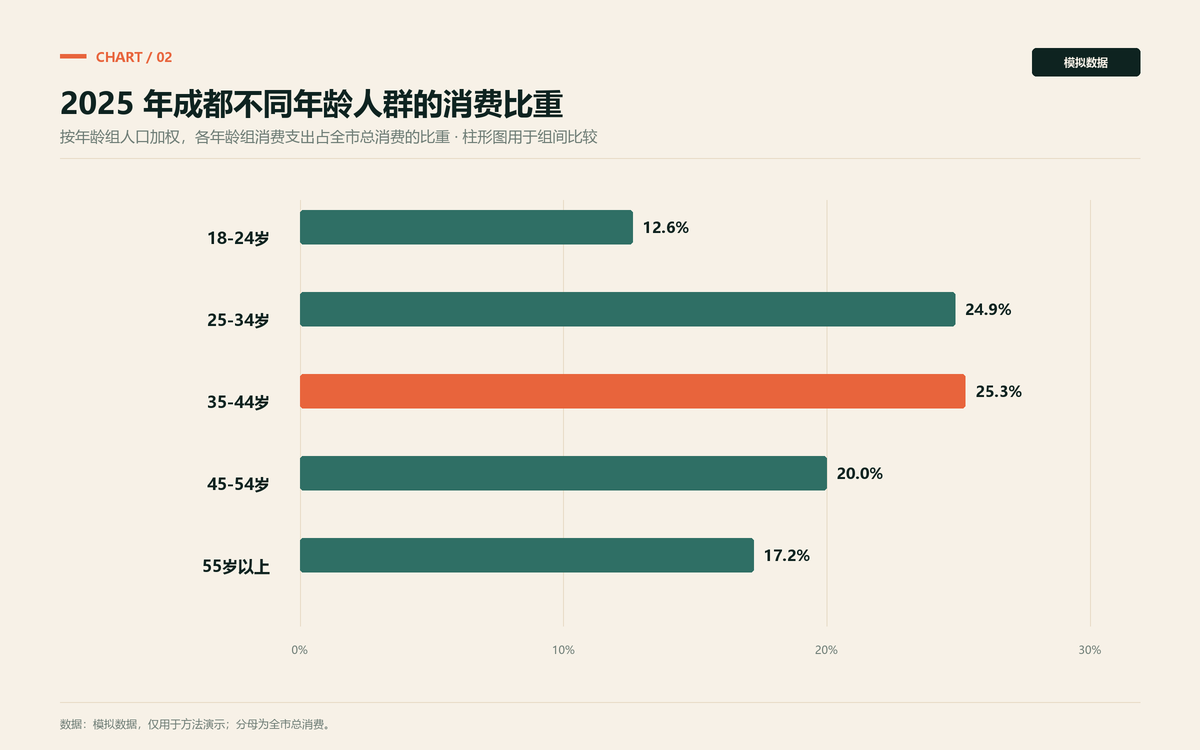 CHART / 02
模拟数据
2025 年成都不同年龄人群的消费比重
按年龄组人口加权，各年龄组消费支出占全市总消费的比重 · 柱形图用于组间比较
18-24岁
12.6%
25-34岁
24.9%
35-44岁
25.3%
45-54岁
20.0%
55岁以上
17.2%
0%
10%
20%
30%
数据：模拟数据，仅用于方法演示；分母为全市总消费。